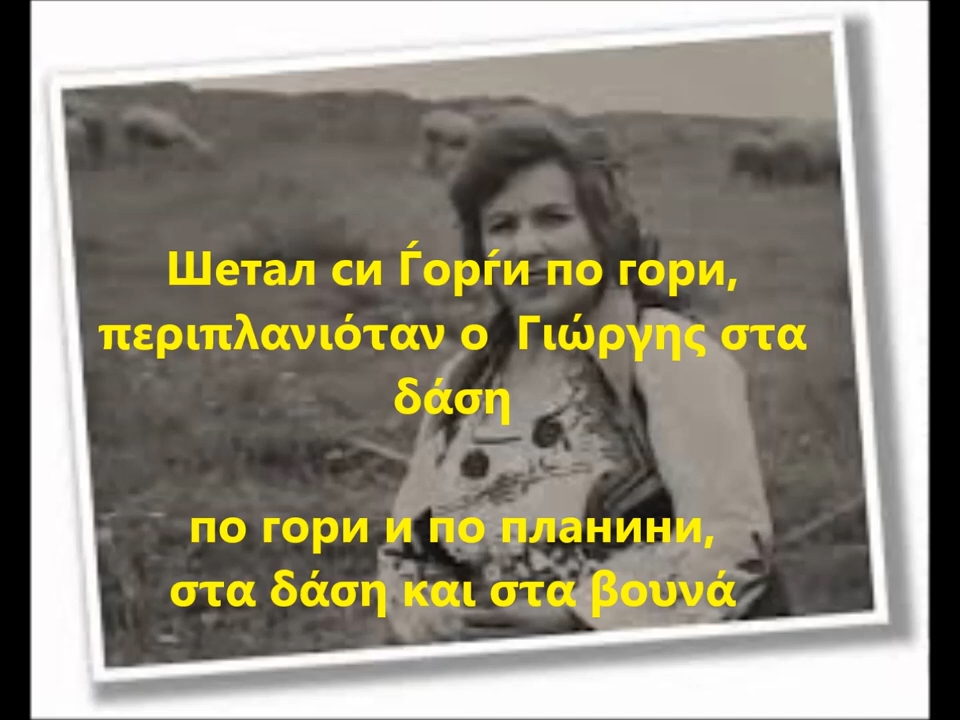 Шетал си Ѓорѓи по гори,
περιπλανιόταν ο Γιώργης στα
δάση
по гори и по планини,
στα δάση και στα βουνά